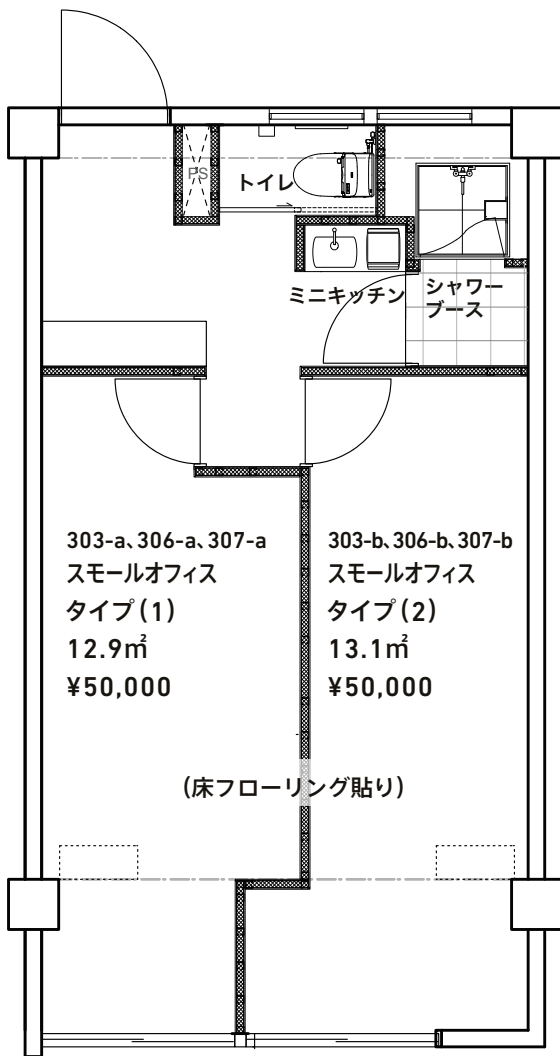 PS
トイレ
ミニキッチン
シャワー
ブース
303-a、306-a、307-a
スモールオフィス
タイプ(1)
12.9㎡
¥50,000
303-b、306-b、307-b
スモールオフィス
タイプ(2)
13.1㎡
¥50,000
(床フローリング貼り)